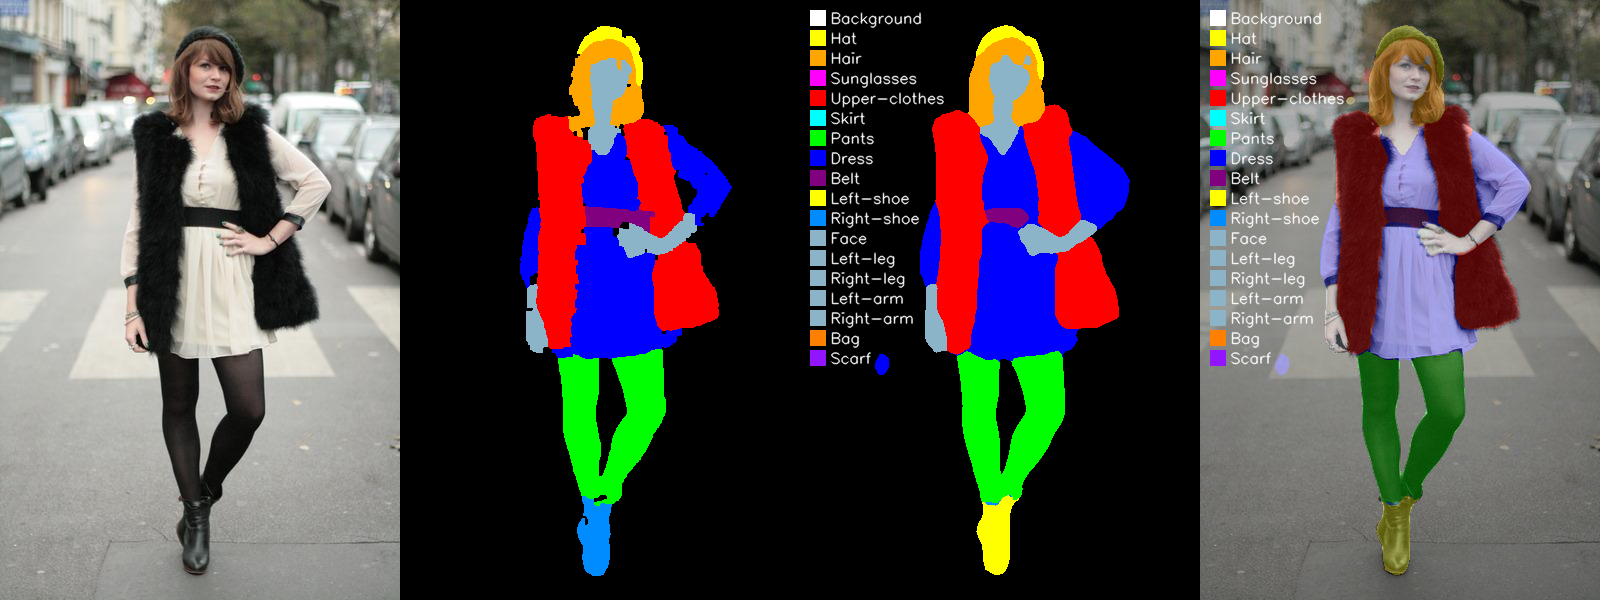 Background
Hat
Hair
Sunglasses
Upper-clothes
Skirt
Pants
Dress
Belt
Left-shoe
Right-shoe
Face
Left-leg
Right-leg
Left-arm
Right-arm
Bag
Scarf
Background
Hat
Hair
Sunglasses
Upper-clothes
Skirt
Pants
Dress
Belt
Left-shoe
Right-shoe
Face
Left-leg
Right-leg
Left-arm
Right-arm
Bag
Scarf